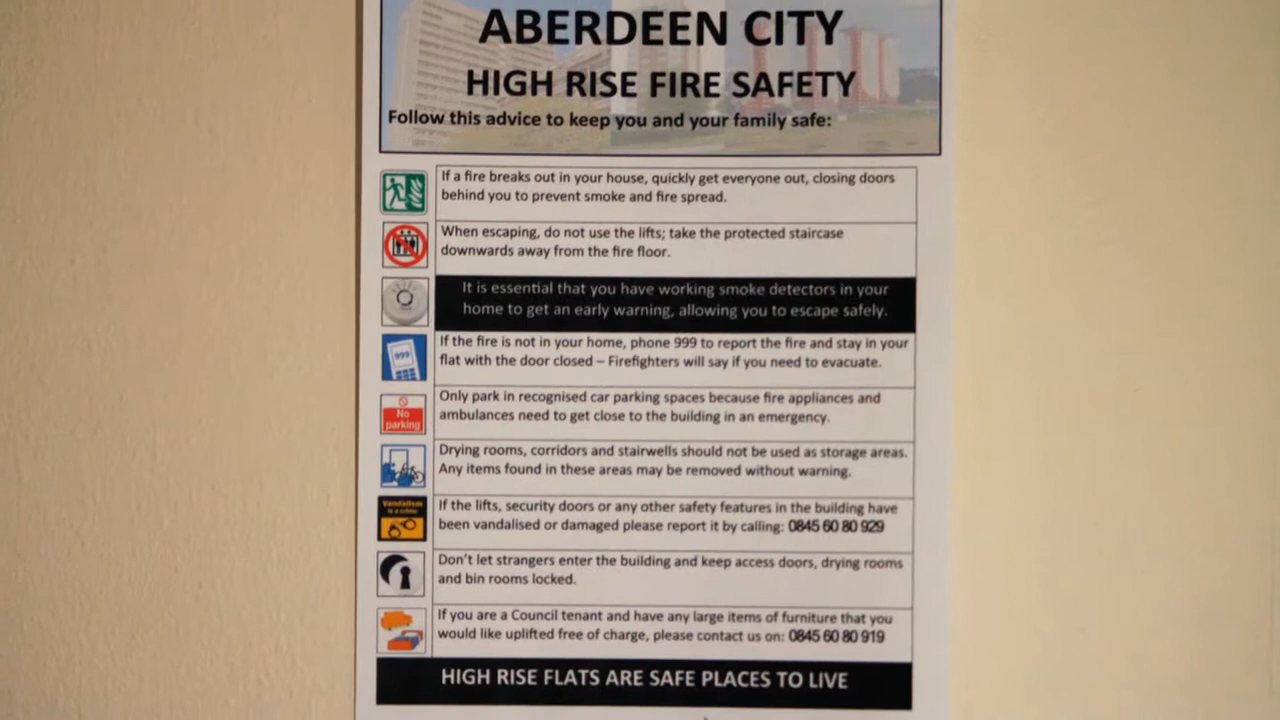 ABERDEEN CITY
HIGH RISE FIRE SAFETY
Follow this advice to keep you and your family safe:
If a fire breaks out in your house, quickly get everyone out, closing doors
behind you to prevent smoke and fire spread.
When escaping, do not use the lifts; take the protected staircase
downwards away from the fire floor.
It is essential that you have working smoke detectors in your
home to get an early warning, allowing you to escape safely.
999
If the fire is not in your home, phone 999 to report the fire and stay in your
flat with the door closed – Firefighters will say if you need to evacuate.
No
parking
Only park in recognised car parking spaces because fire appliances and
ambulances need to get close to the building in an emergency.
Drying rooms, corridors and stairwells should not be used as storage areas.
Any items found in these areas may be removed without warning.
Vandalism
is a crime
If the lifts, security doors or any other safety features in the building have
been vandalised or damaged please report it by calling: 0845 60 80 929
Don't let strangers enter the building and keep access doors, drying rooms
and bin rooms locked.
If you are a Council tenant and have any large items of furniture that you
would like uplifted free of charge, please contact us on: 0845 60 80 919
HIGH RISE FLATS ARE SAFE PLACES TO LIVE